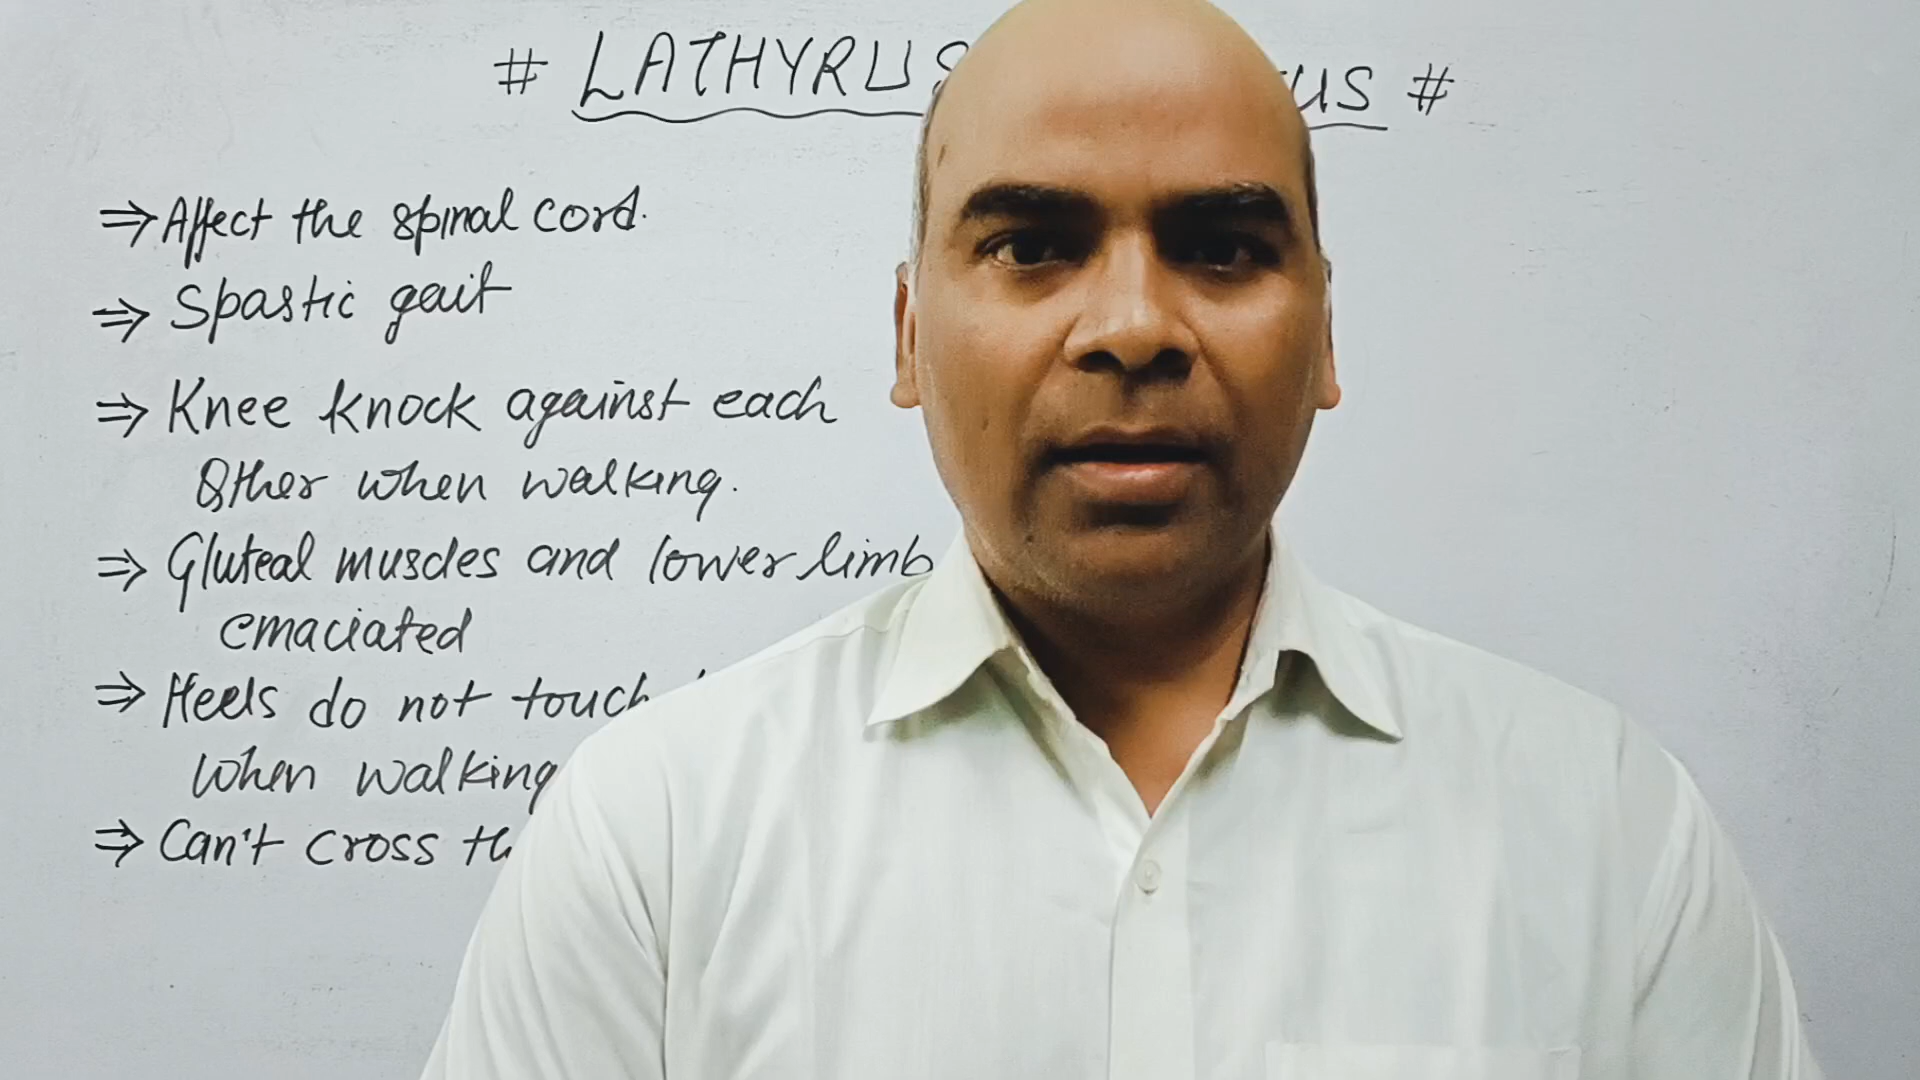 # LATHYRUS US #
⇒ Affect the spinal cord.
⇒ Spastic gait
⇒ Knee knock against each
Other when walking.
⇒ Gluteal muscles and lower limb
emaciated
⇒ Heels do not touch
when walking
⇒ Can't cross th